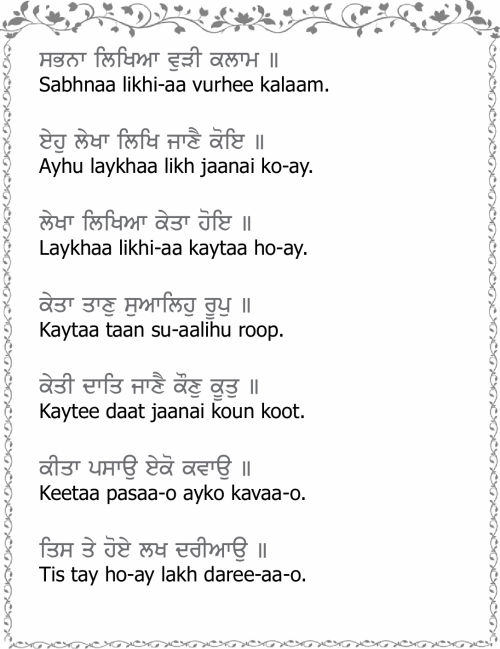 ਸਭਨਾ ਲਿਖਿਆ ਵੁੜੀ ਕਲਾਮ ॥
Sabhnaa likhi-aa vurhee kalaam.
ਏਹੁ ਲੇਖਾ ਲਿਖਿ ਜਾਣੈ ਕੋਇ ॥
Ayhu laykhaa likh jaanai ko-ay.
ਲੇਖਾ ਲਿਖਿਆ ਕੇਤਾ ਹੋਇ ॥
Laykhaa likhi-aa kaytaa ho-ay.
ਕੇਤਾ ਤਾਣੁ ਸੁਆਲਿਹੁ ਰੂਪੁ ॥
Kaytaa taan su-aalihu roop.
ਕੇਤੀ ਦਾਤਿ ਜਾਣੈ ਕੌਣੁ ਕੂਤੁ ॥
Kaytee daat jaanai koun koot.
ਕੀਤਾ ਪਸਾਉ ਏਕੋ ਕਵਾਉ ॥
Keetaa pasaa-o ayko kavaa-o.
ਤਿਸ ਤੇ ਹੋਏ ਲਖ ਦਰੀਆਉ ॥
Tis tay ho-ay lakh daree-aa-o.